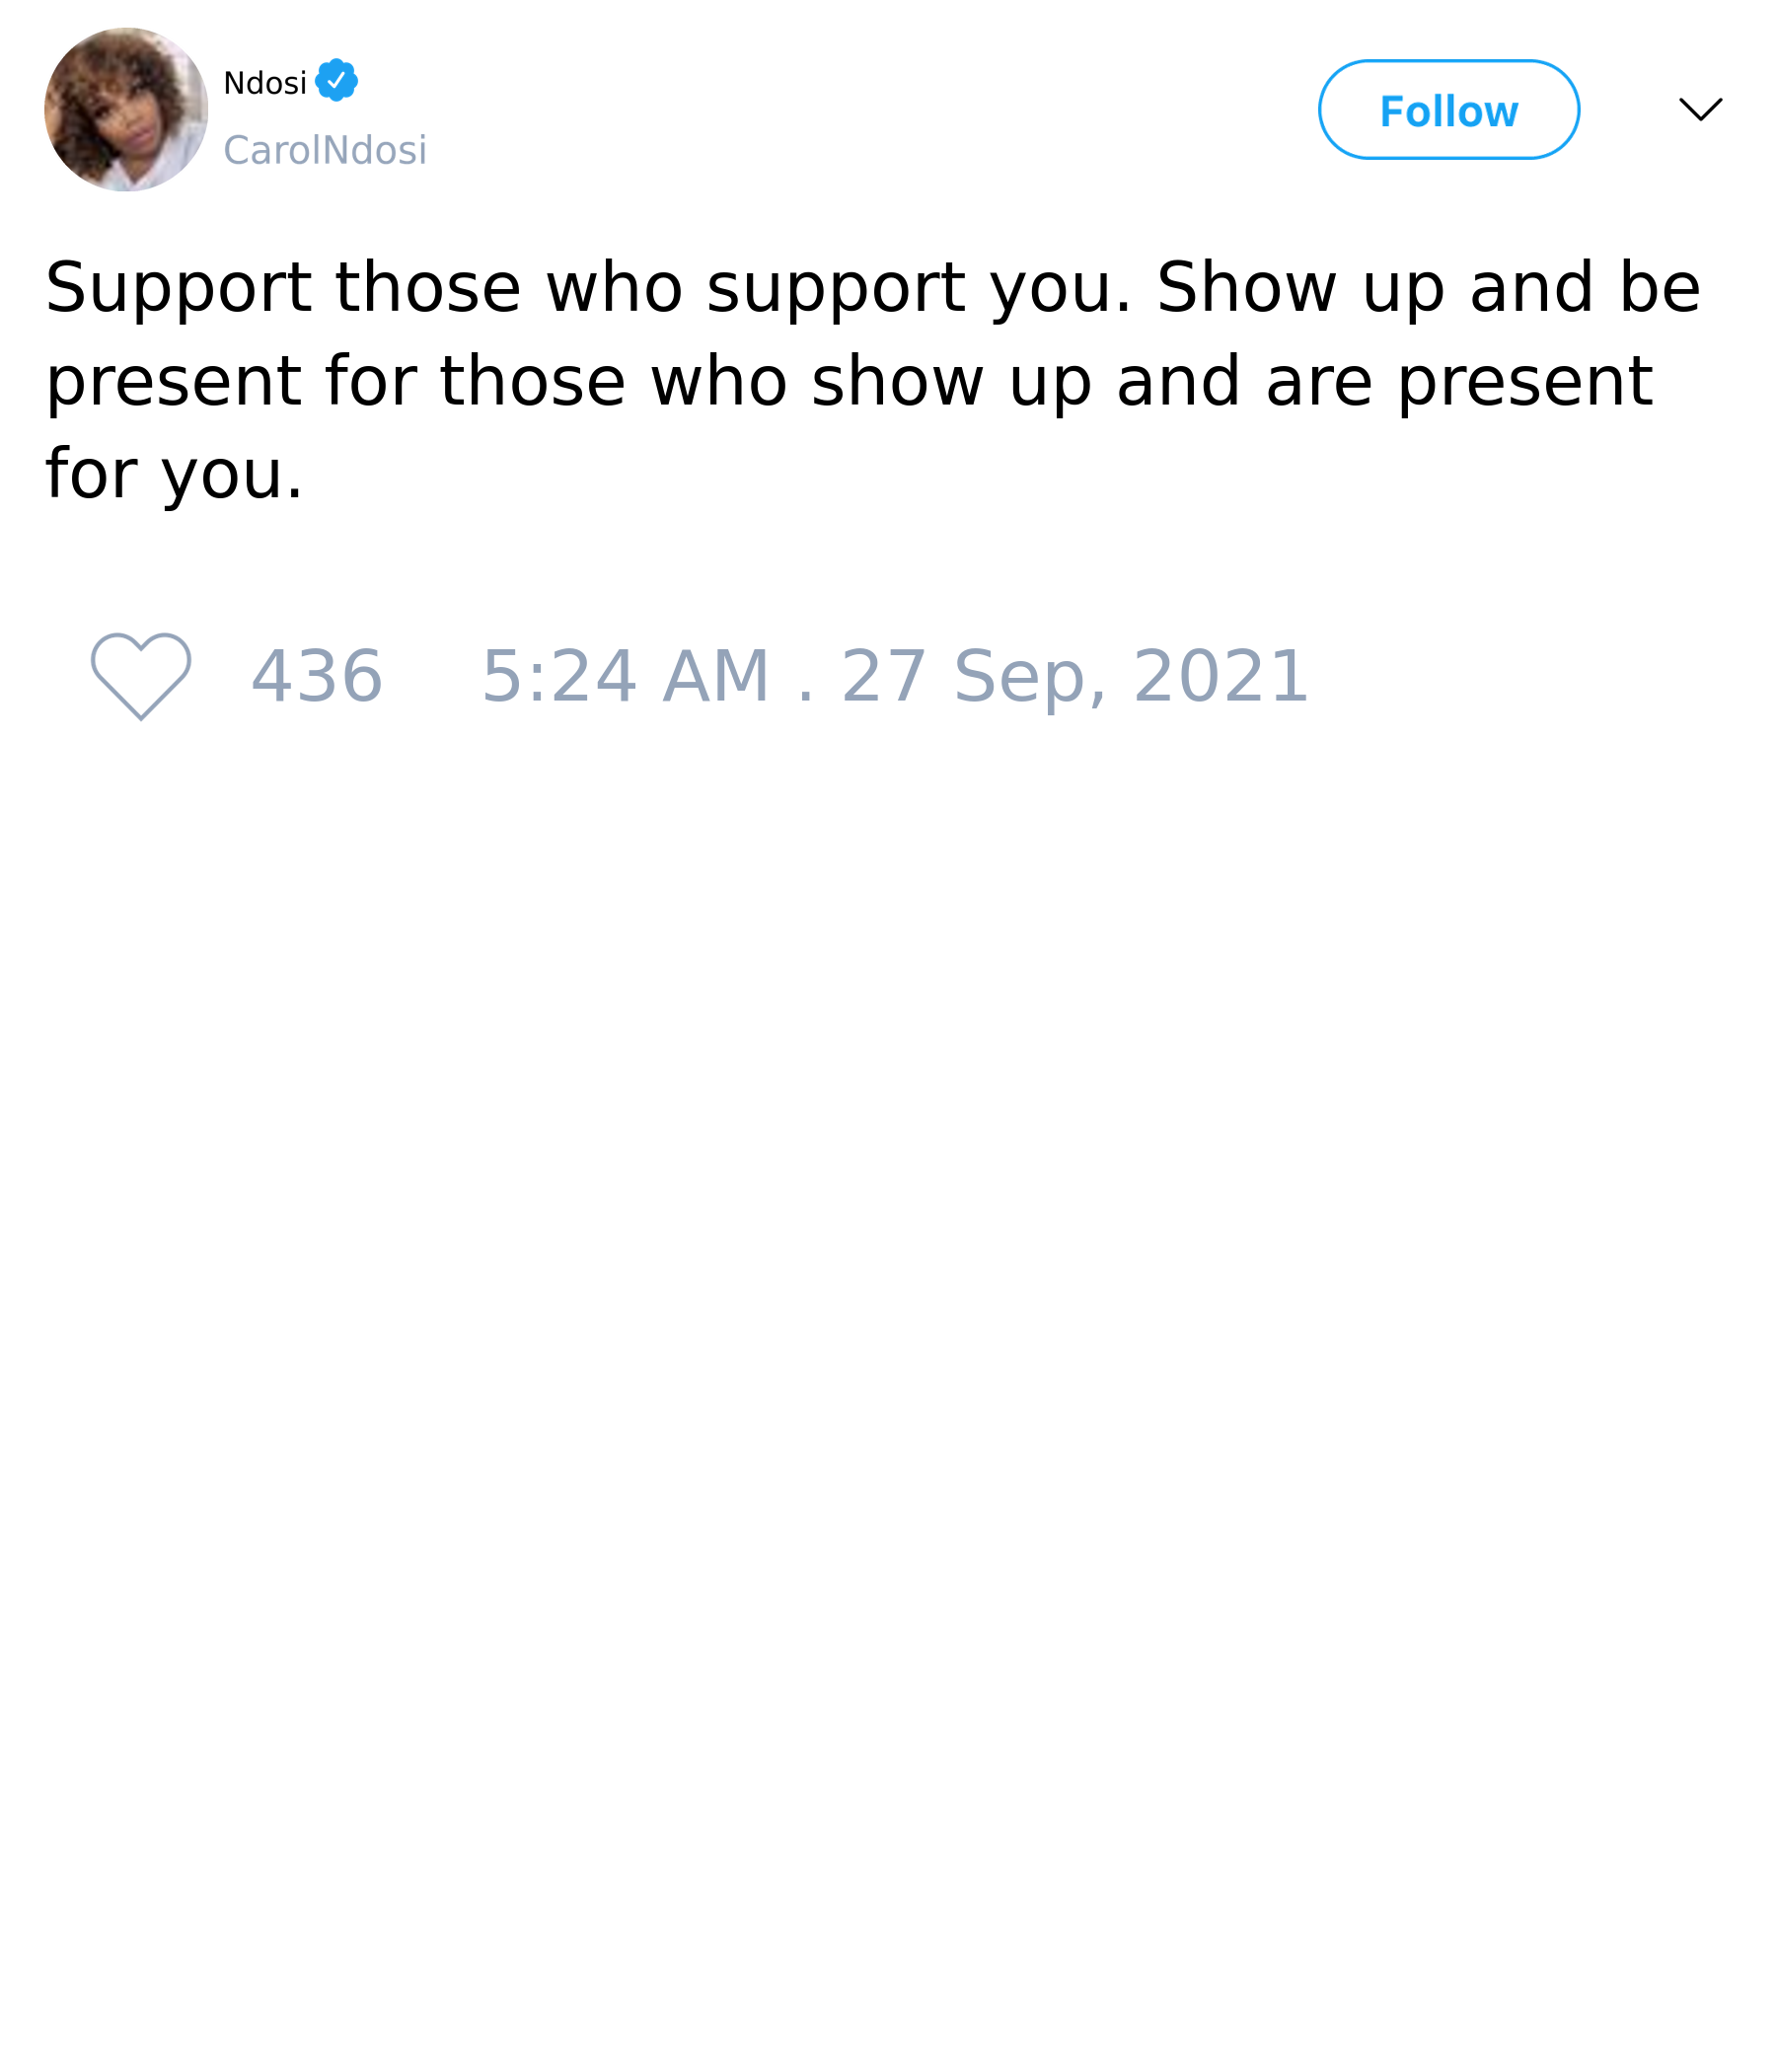 Ndosi
CarolNdosi
Follow
Support those who support you. Show up and be
present for those who show up and are present
for you.
436 5:24 AM . 27 Sep, 2021